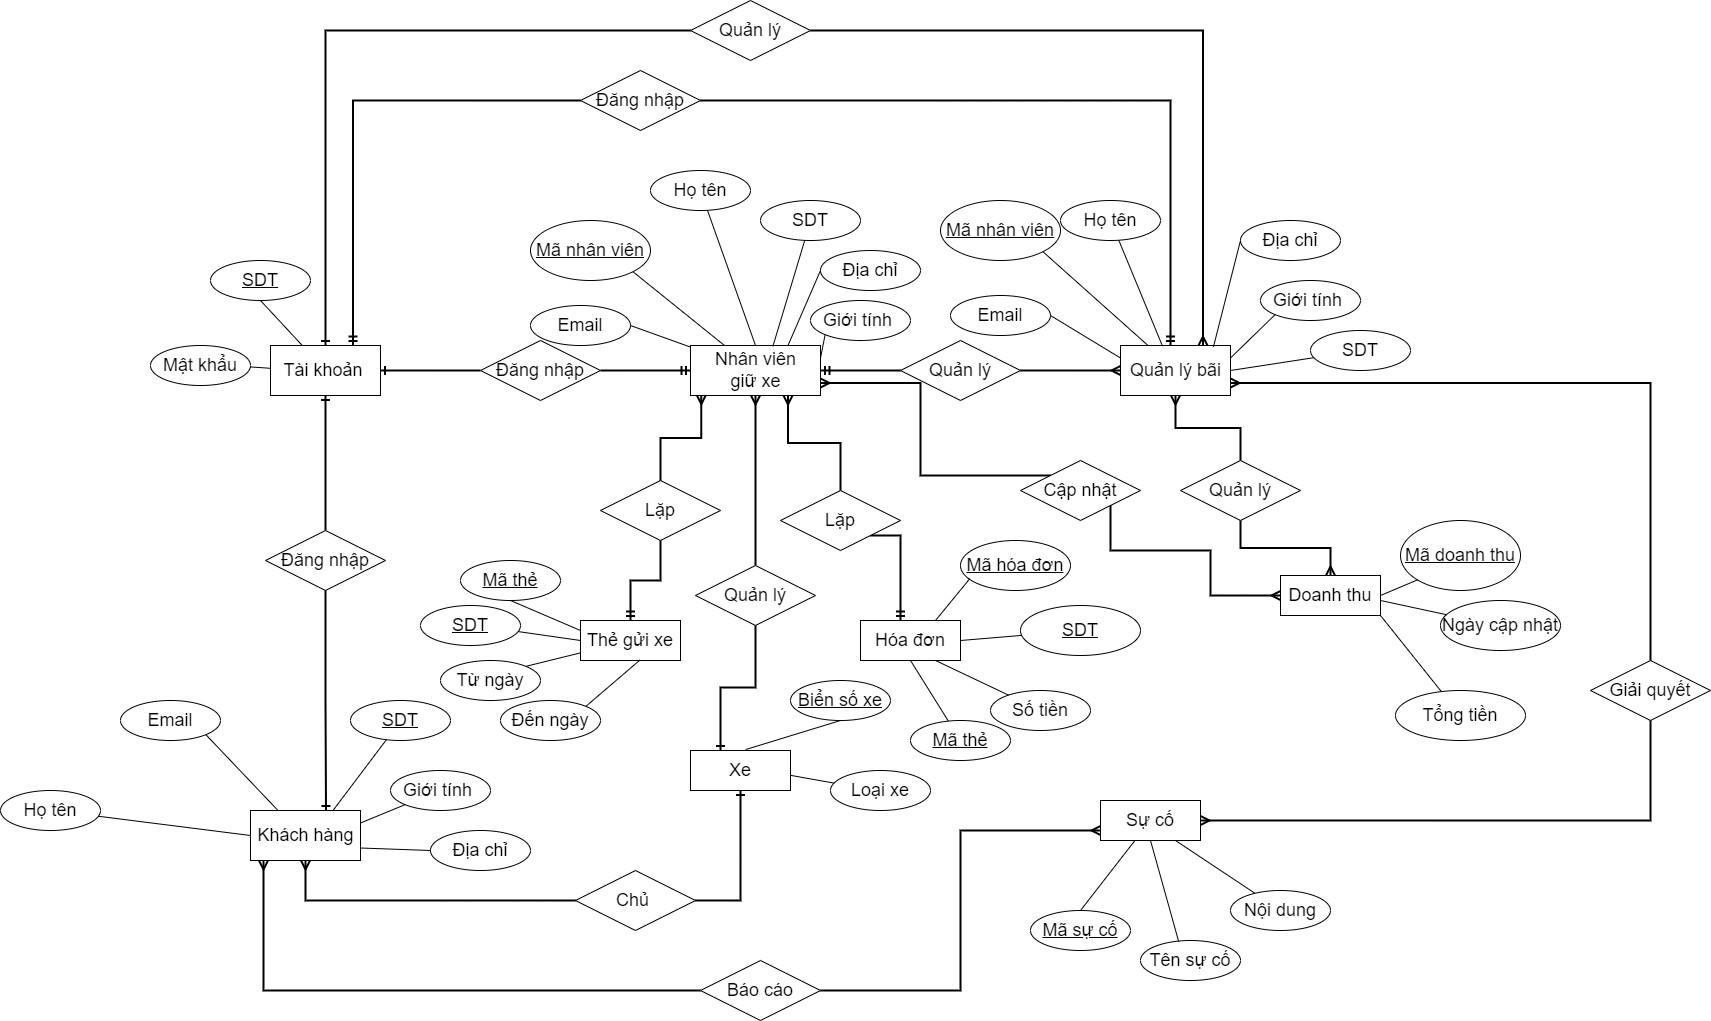 Quản lý
Đăng nhập
Họ tên
SDT
Mã nhân viên
Địa chỉ
Giới tính
Email
Mã nhân viên
Họ tên
Địa chỉ
Giới tính
Email
SDT
SDT
Mật khẩu
Tài khoản
Đăng nhập
Nhân viên
giữ xe
Quản lý
Quản lý bãi
Cập nhật
Quản lý
Lặp
Lặp
Đăng nhập
Quản lý
Mã thẻ
SDT
Từ ngày
Đến ngày
Thẻ gửi xe
Mã hóa đơn
Hóa đơn
SDT
Số tiền
Mã thẻ
Mã doanh thu
Doanh thu
Ngày cập nhật
Tổng tiền
Giải quyết
Biển số xe
Xe
Loại xe
Email
SDT
Họ tên
Giới tính
Khách hàng
Địa chỉ
Chủ
Sự cố
Mã sự cố
Tên sự cố
Nội dung
Báo cáo